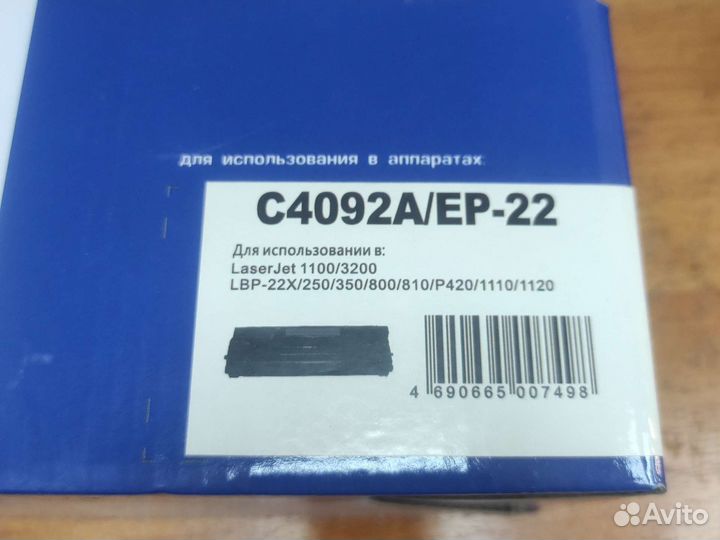 для использования в аппаратах:
C4092A/EP-22
Для использовании в:
LaserJet 1100/3200
LBP-22X/250/350/800/810/P420/1110/1120
4 690665 007498
Avito